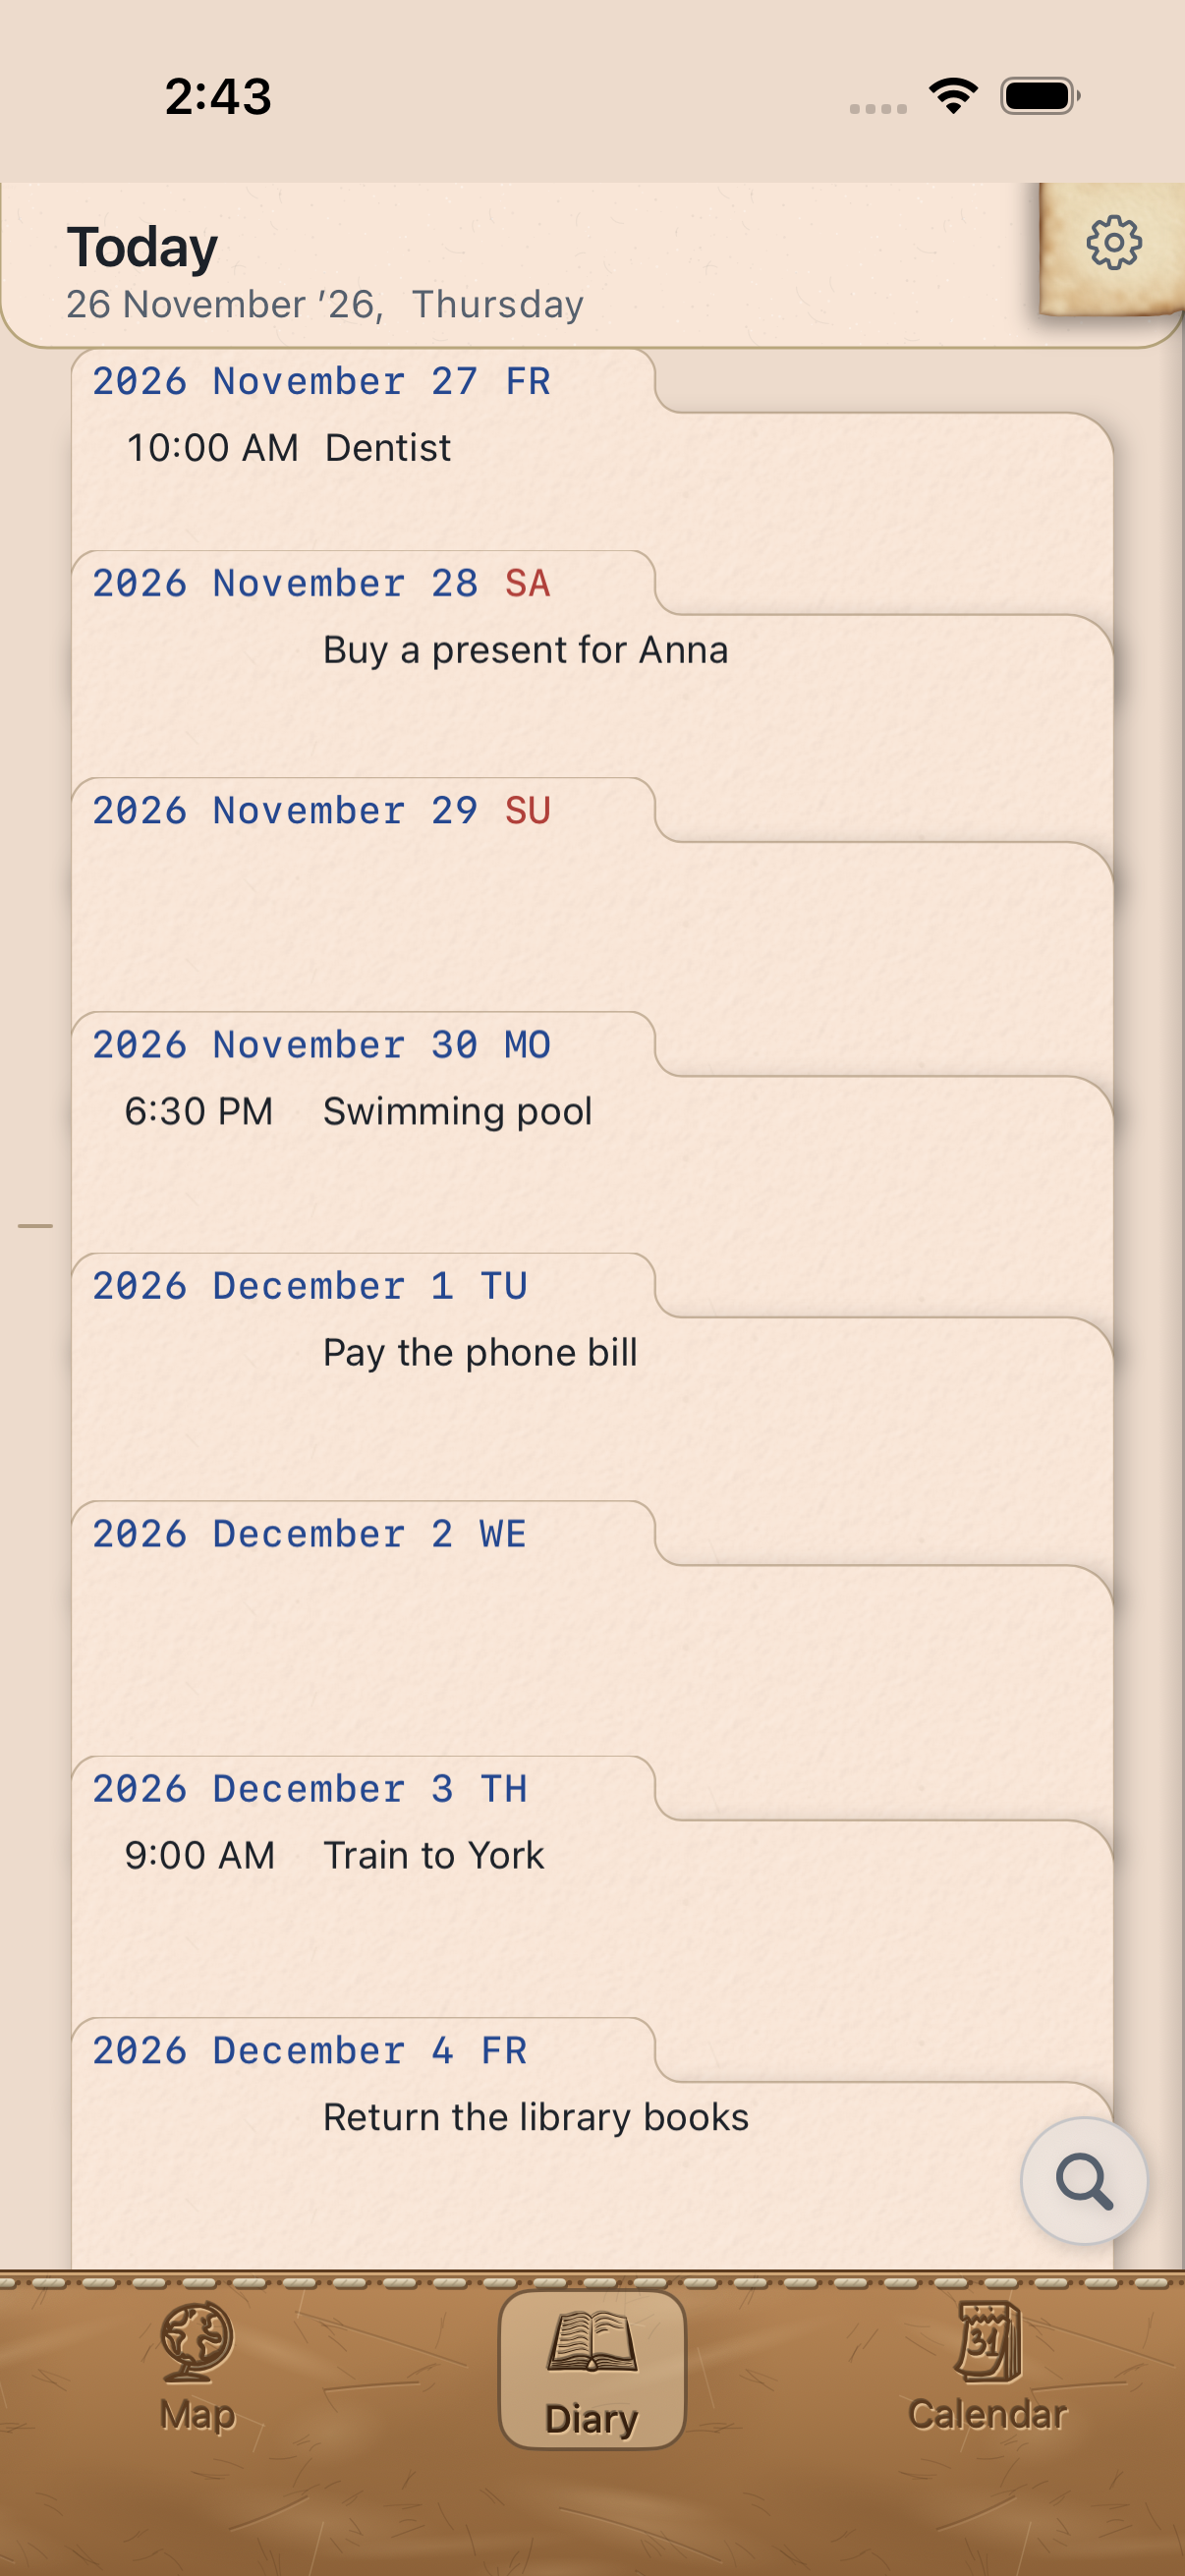 2:43
Today
26 November ’26, Thursday
2026 November 27 FR
10:00 AM Dentist
2026 November 28 SA
Buy a present for Anna
2026 November 29 SU
2026 November 30 MO
6:30 PM Swimming pool
2026 December 1 TU
Pay the phone bill
2026 December 2 WE
2026 December 3 TH
9:00 AM Train to York
2026 December 4 FR
Return the library books
31
Map Diary Calendar